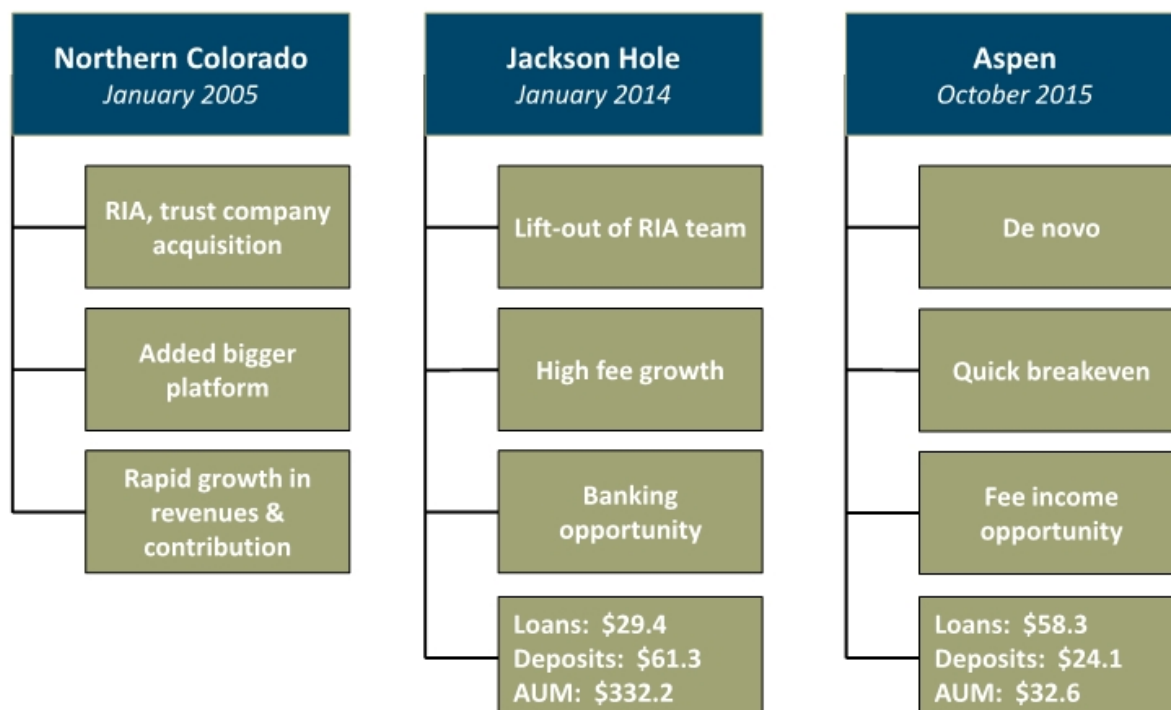 Northern Colorado
January 2005
RIA, trust company
acquisition
Added bigger
platform
Rapid growth in
revenues &
contribution
Jackson Hole
January 2014
Lift-out of RIA team
High fee growth
Banking
opportunity
Loans:  $29.4
Deposits:  $61.3
AUM:  $332.2
Aspen
October 2015
De novo
Quick breakeven
Fee income
opportunity
Loans:  $58.3
Deposits:  $24.1
AUM:  $32.6